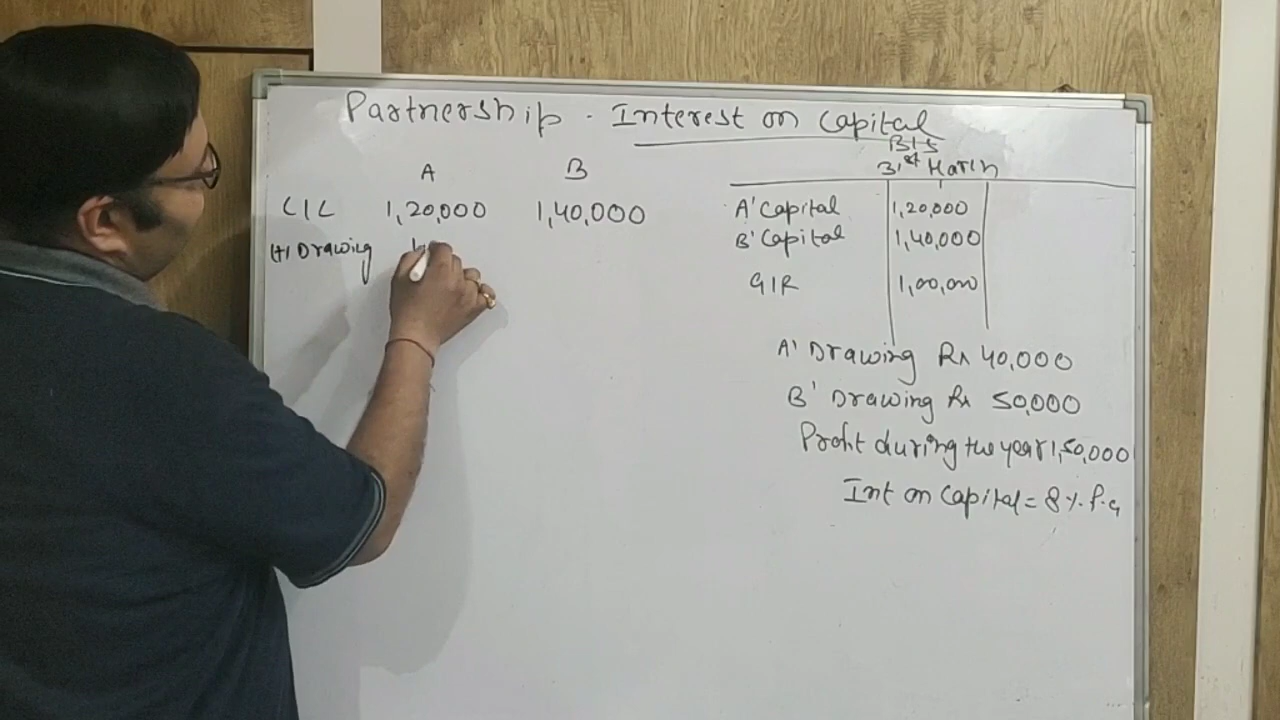 Partnership - Interest on Capital
A B
C/C 1,20,000 1,40,000
(+) Drawing 4
B/S
31st March
A' Capital 1,20,000
B' Capital 1,40,000
G/R 1,00,000
A' Drawing Rs 40,000
B' Drawing Rs 50,000
Profit during the year 1,50,000
Int on Capital = 8 %. P.a